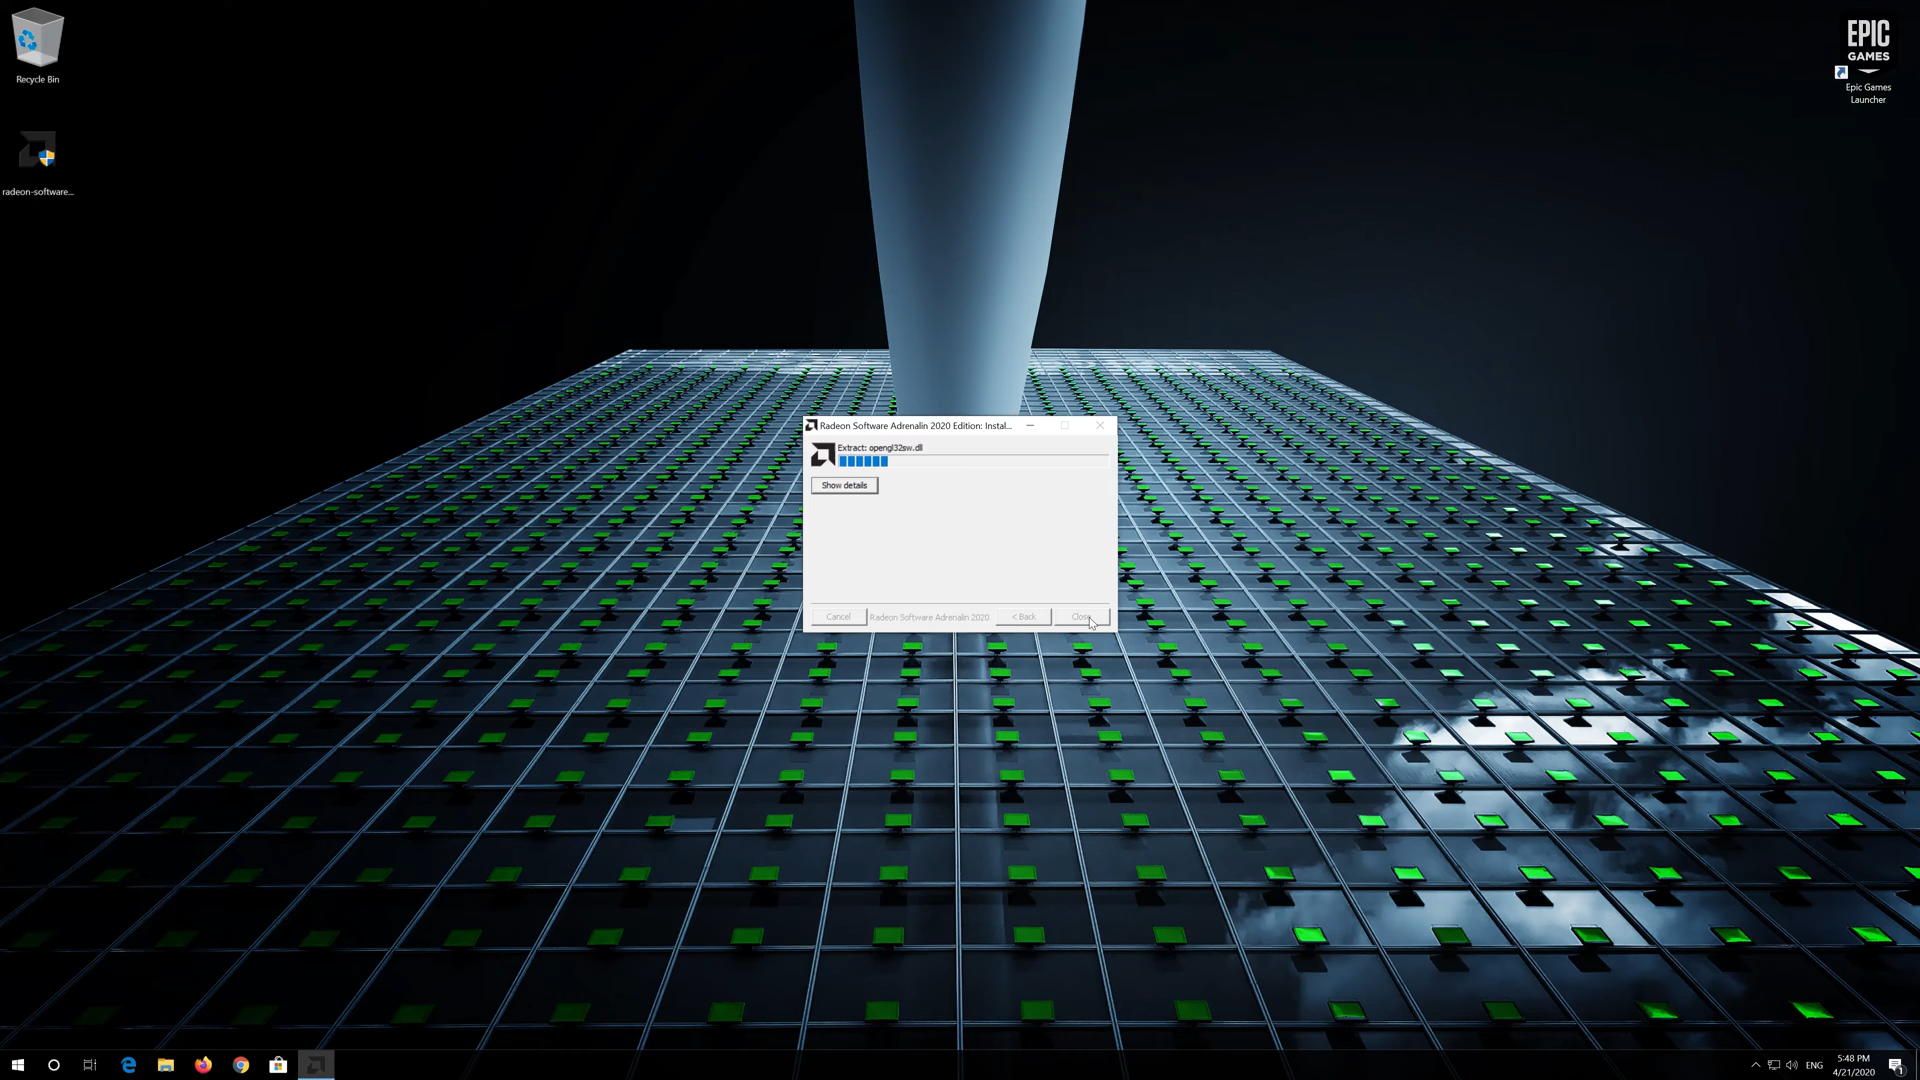 Recycle Bin
radeon-software...
EPIC
GAMES
Epic Games
Launcher
Radeon Software Adrenalin 2020 Edition: Instal...
Extract: opengl32sw.dll
Show details
Cancel
Radeon Software Adrenalin 2020
< Back
Close
ENG
5:48 PM
4/21/2020
1